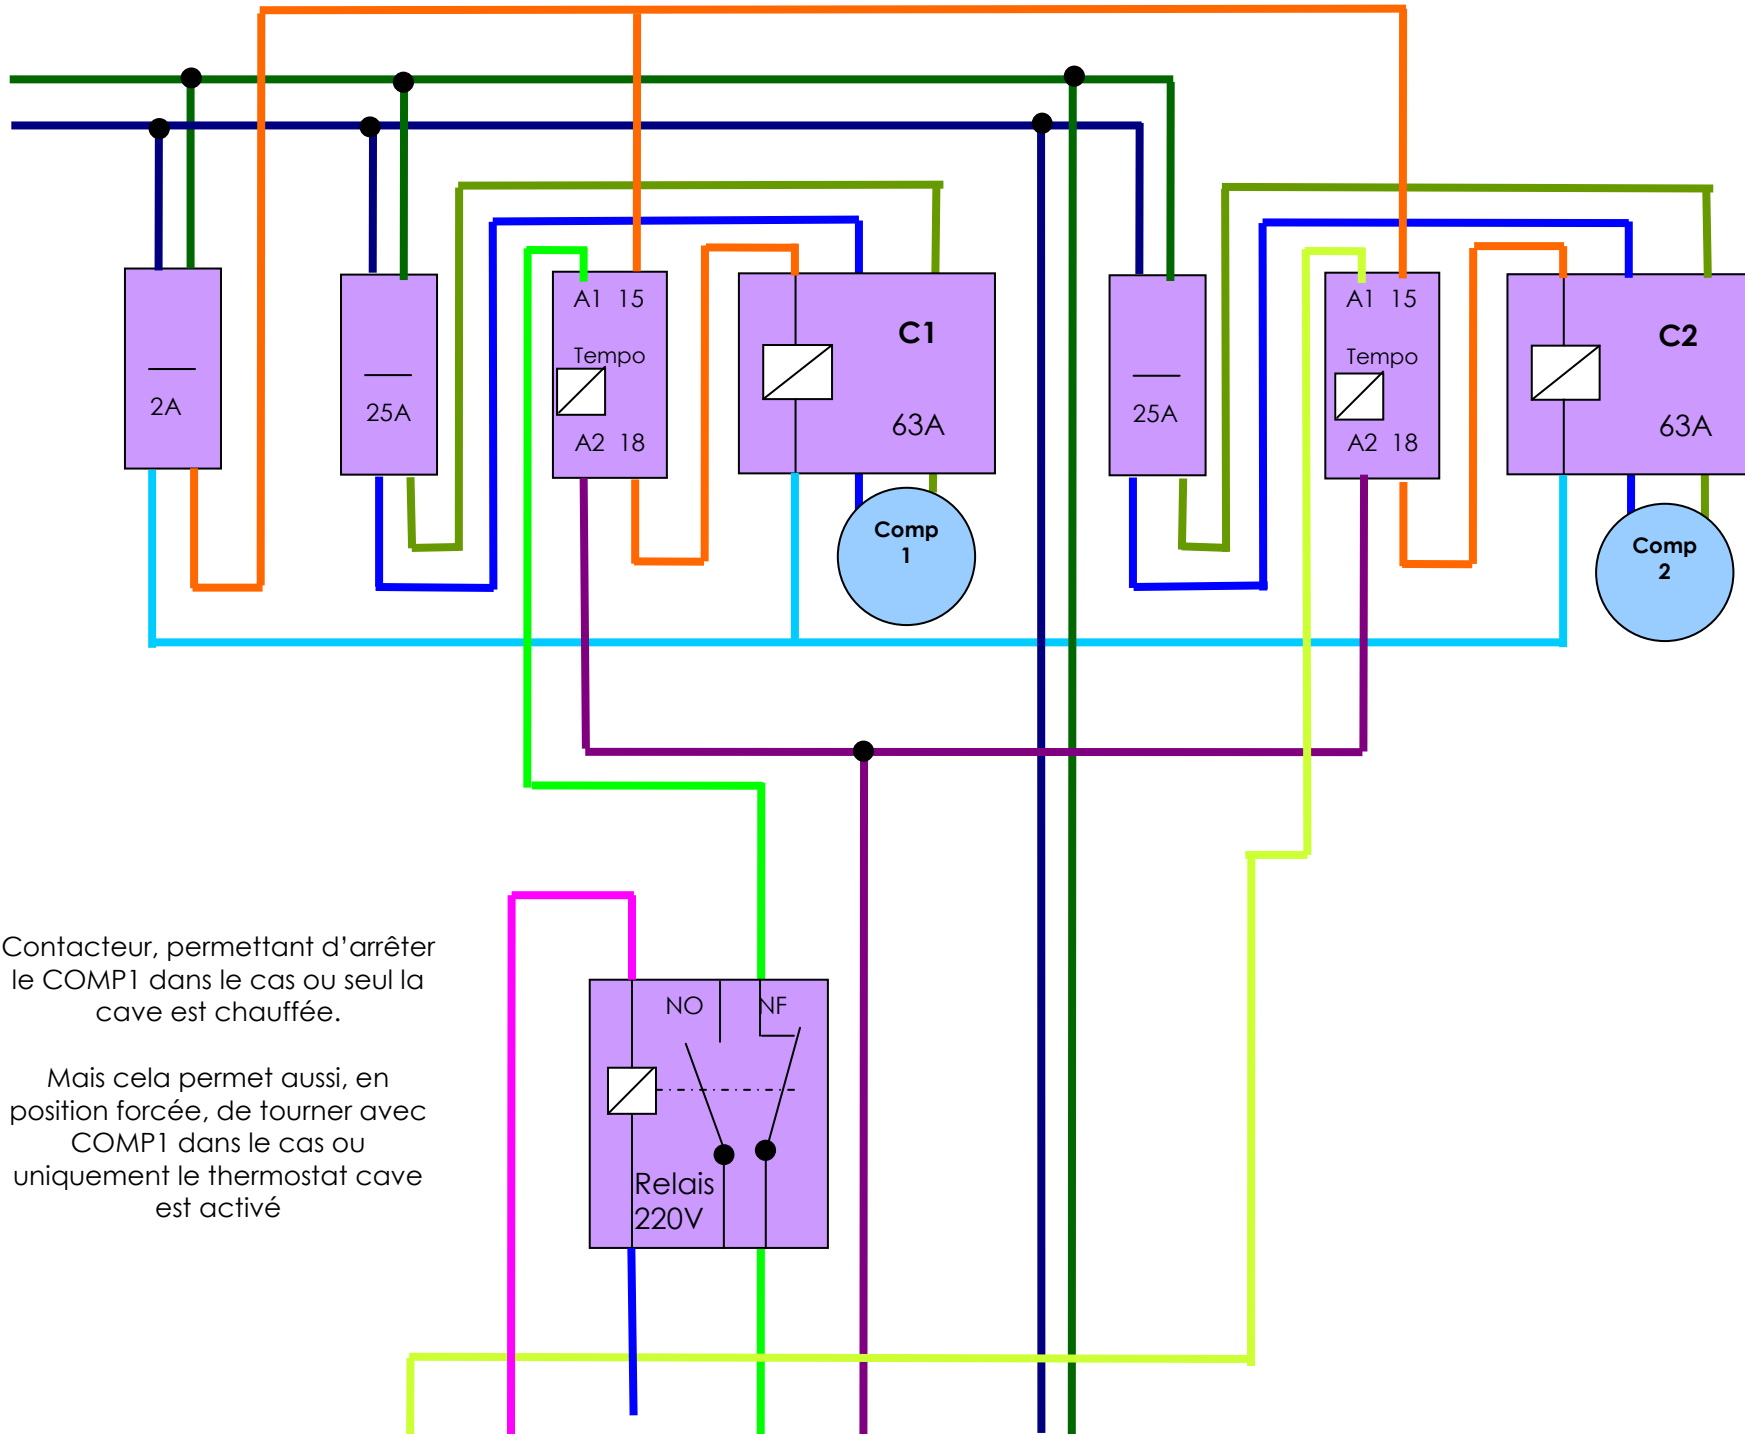 2A
25A
A1 15
Tempo
A2 18
C1
63A
Comp
1
25A
A1 15
Tempo
A2 18
C2
63A
Comp
2
Contacteur, permettant d’arrêter
le COMP1 dans le cas ou seul la
cave est chauffée.
Mais cela permet aussi, en
position forcée, de tourner avec
COMP1 dans le cas ou
uniquement le thermostat cave
est activé
NO NF
Relais
220V